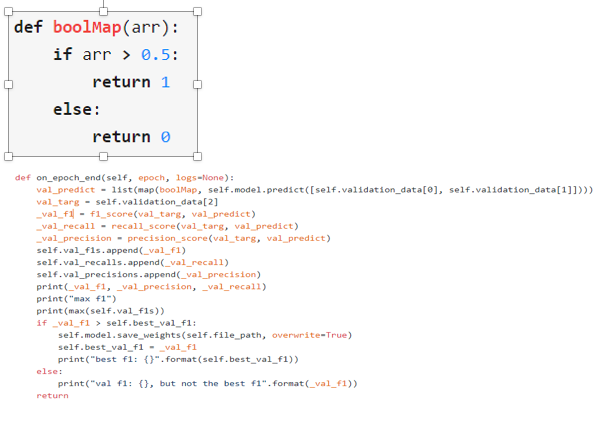 def boolMap(arr):
    if arr > 0.5:
        return 1
    else:
        return 0
def on_epoch_end(self, epoch, logs=None):
    val_predict = list(map(boolMap, self.model.predict([self.validation_data[0], self.validation_data[1]])))
    val_targ = self.validation_data[2]
    _val_f1 = f1_score(val_targ, val_predict)
    _val_recall = recall_score(val_targ, val_predict)
    _val_precision = precision_score(val_targ, val_predict)
    self.val_f1s.append(_val_f1)
    self.val_recalls.append(_val_recall)
    self.val_precisions.append(_val_precision)
    print(_val_f1, _val_precision, _val_recall)
    print("max f1")
    print(max(self.val_f1s))
    if _val_f1 > self.best_val_f1:
        self.model.save_weights(self.file_path, overwrite=True)
        self.best_val_f1 = _val_f1
        print("best f1: {}".format(self.best_val_f1))
    else:
        print("val f1: {}, but not the best f1".format(_val_f1))
    return